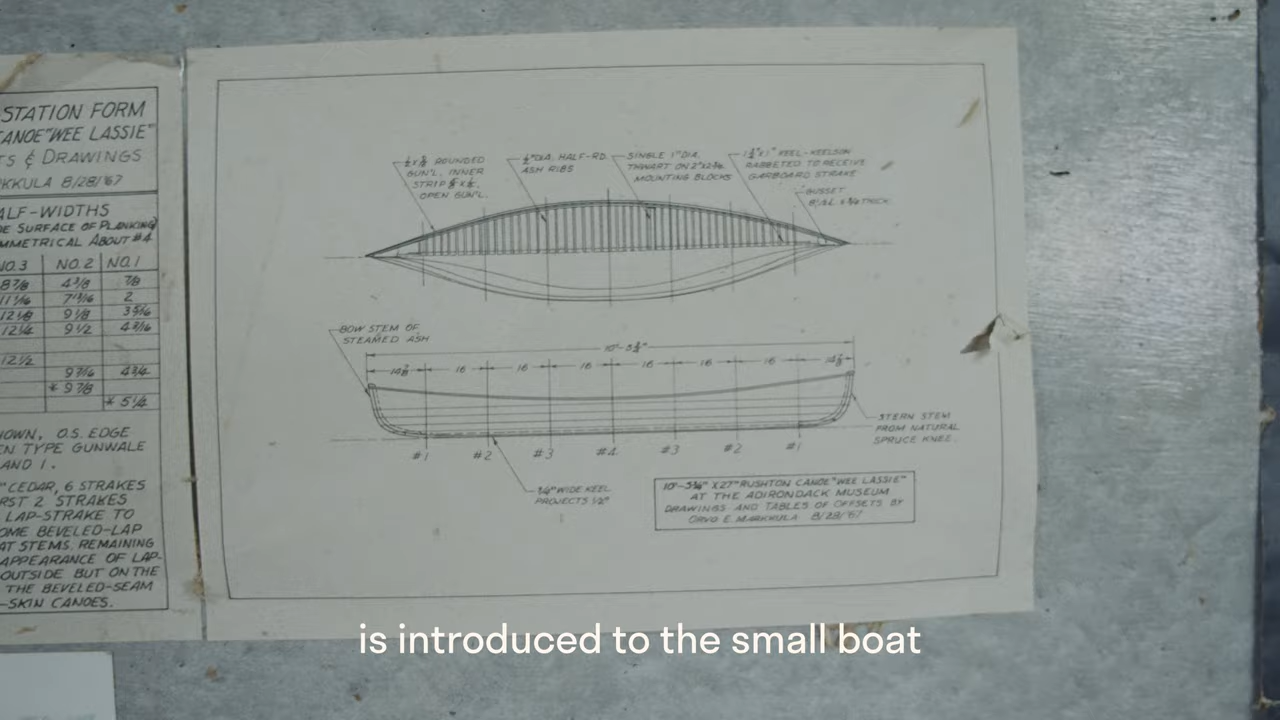 STATION FORM
CANOE "WEE LASSIE"
TS & DRAWINGS
RKKULA 8/28/'67
ALF-WIDTHS
DE SURFACE OF PLANKING
MMETRICAL ABOUT #4
NO.3 NO.2 NO.1
8 7/8 4 3/8 7/8
11 1/16 7 13/16 2
12 1/8 9 1/8 3 5/16
12 1/4 9 1/2 4 3/16
12 1/2
9 7/16 4 3/4
* 9 7/8
* 5 1/4
HOWN, O.S. EDGE
EN TYPE GUNWALE
AND 1.
" CEDAR, 6 STRAKES
RST 2 STRAKES
LAP-STRAKE TO
OME BEVELED-LAP
AT STEMS. REMAINING
APPEARANCE OF LAP-
OUTSIDE BUT ON THE
THE BEVELED-SEAM
-SKIN CANOES.
ROUNDED
GUN'L. INNER
STRIP
OPEN GUN'L.
1/2" DIA. HALF-RD.
ASH RIBS
SINGLE 1" DIA.
THWART ON
MOUNTING BLOCKS
KEEL-KEELSON
RABBETED TO RECEIVE
GARBOARD STRAKE
GUSSET
THICK
BOW STEM OF
STEAMED ASH
16 16 16 16 16 16
#1 #2 #3 #4 #3 #2 #1
STERN STEM
FROM NATURAL
SPRUCE KNEE.
WIDE KEEL
PROJECTS 1/2"
X 27" RUSHTON CANOE "WEE LASSIE"
AT THE ADIRONDACK MUSEUM
DRAWINGS AND TABLES OF OFFSETS BY
ORVO E. MARKKULA 8/28/'67
is introduced to the small boat